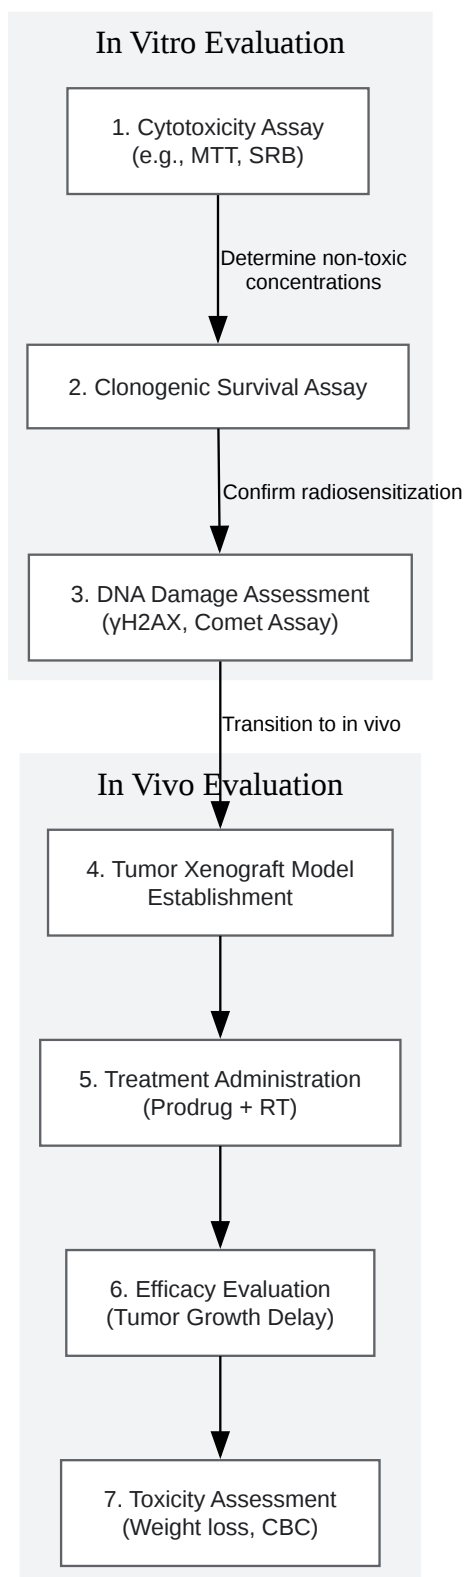 In Vitro Evaluation
1. Cytotoxicity Assay
(e.g., MTT, SRB)
Determine non-toxic
concentrations
2. Clonogenic Survival Assay
Confirm radiosensitization
3. DNA Damage Assessment
(γH2AX, Comet Assay)
Transition to in vivo
In Vivo Evaluation
4. Tumor Xenograft Model
Establishment
5. Treatment Administration
(Prodrug + RT)
6. Efficacy Evaluation
(Tumor Growth Delay)
7. Toxicity Assessment
(Weight loss, CBC)